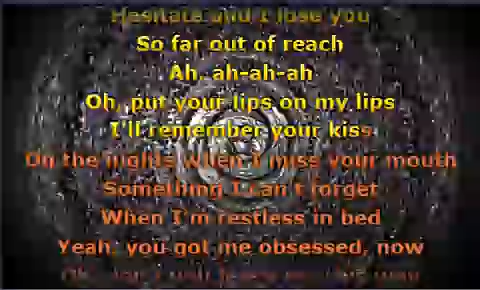 Hesitate and I lose you
So far out of reach
Ah, ah-ah-ah
Oh, put your lips on my lips
I'll remember your kiss
On the nights when I miss your mouth
Something I can't forget
When I'm restless in bed
Yeah, you got me obsessed, now